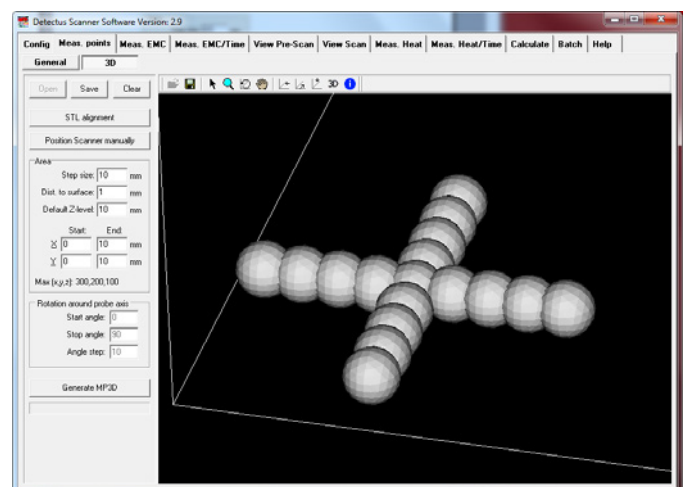 Detectus Scanner Software Version: 2.9
Config Meas. points Meas. EMC Meas. EMC/Time View Pre-Scan View Scan Meas. Heat Meas. Heat/Time Calculate Batch Help
General 3D
Open Save Clear
3D
STL alignment
Position Scanner manually
Area
Step size: 10 mm
Dist. to surface: 1 mm
Default Z-level: 10 mm
Start: End:
X 0 10 mm
Y 0 10 mm
Max (x,y,z): 300,200,100
Rotation around probe axis
Start angle: 0
Stop angle: 90
Angle step: 10
Generate MP3D